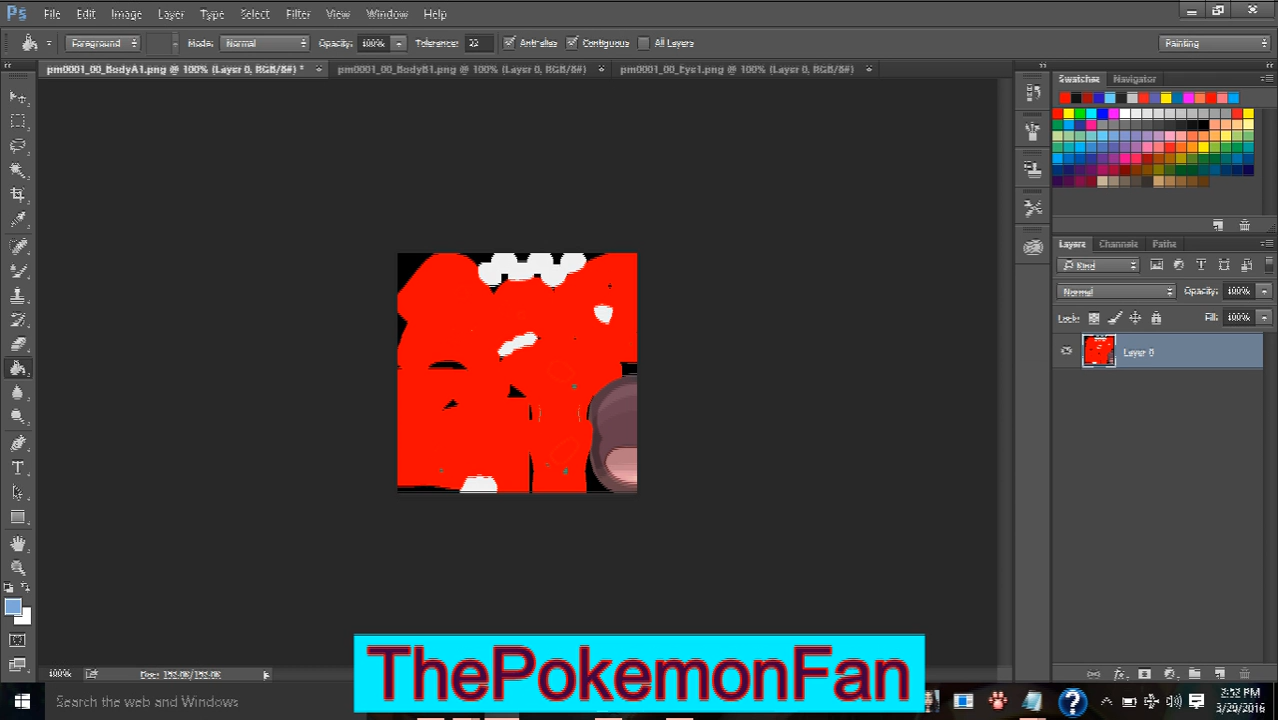 Ps File Edit Image Layer Type Select Filter View Window Help
Foreground Mode: Normal Opacity: 100% Tolerance: Anti-alias Contiguous All Layers Painting
pm0001_00_BodyA1.png @ 100% (Layer 0, RGB/8#) * pm0001_00_BodyB1.png @ 100% (Layer 0, RGB/8#) pm0001_00_Eye1.png @ 100% (Layer 0, RGB/8#)
Swatches Navigator
Layers Channels Paths
Kind
Normal Opacity: 100%
Lock: Fill: 100%
Layer 0
100%
ThePokemonFan
Search the web and Windows
3:52 PM
3/29/2016